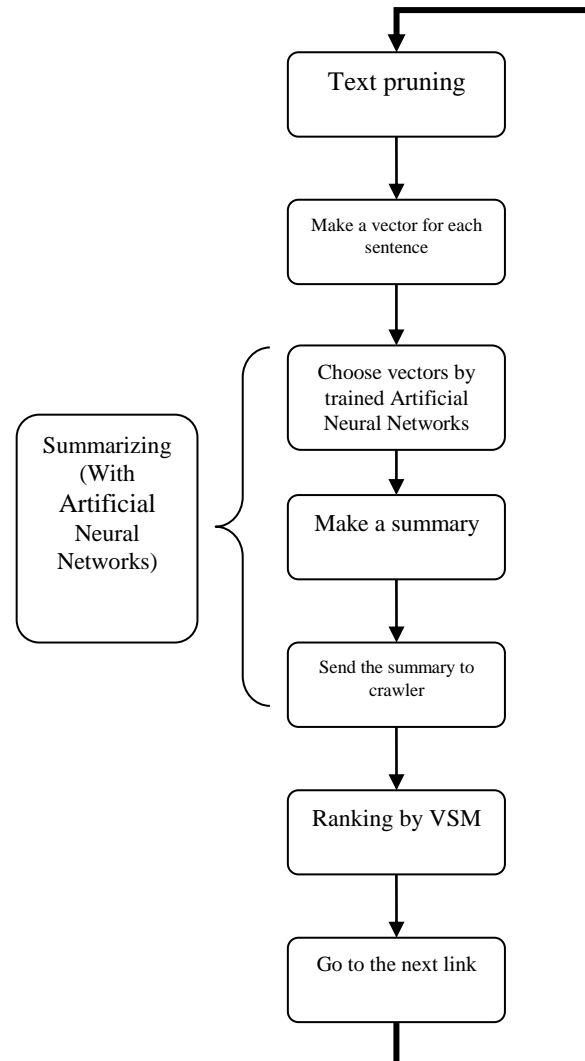 Text pruning
Make a vector for each
sentence
Choose vectors by
trained Artificial
Neural Networks
Summarizing
(With
Artificial
Neural
Networks)
Make a summary
Send the summary to
crawler
Ranking by VSM
Go to the next link